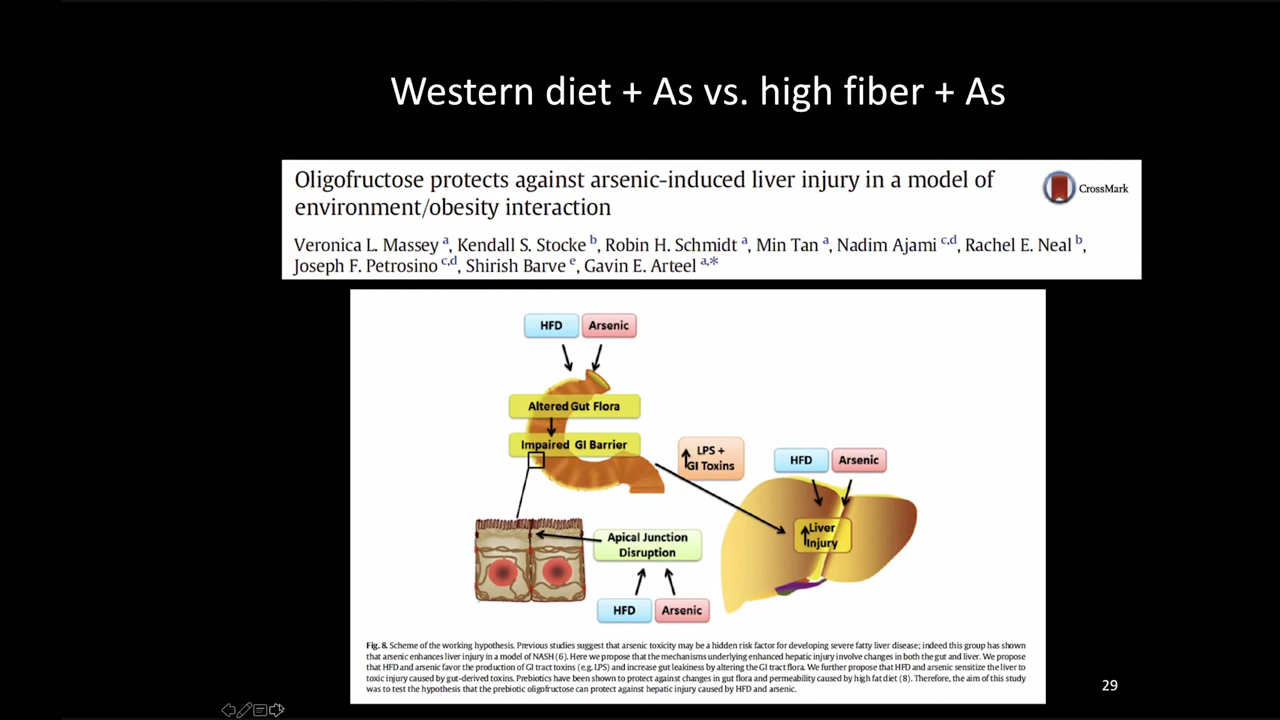 Western diet + As vs. high fiber + As
Oligofructose protects against arsenic-induced liver injury in a model of
environment/obesity interaction
CrossMark
Veronica L. Massey a, Kendall S. Stocke b, Robin H. Schmidt a, Min Tan a, Nadim Ajami c,d, Rachel E. Neal b,
Joseph F. Petrosino c,d, Shirish Barve e, Gavin E. Arteel a,*
HFD
Arsenic
Altered Gut Flora
Impaired GI Barrier
LPS +
GI Toxins
HFD
Arsenic
Liver
Injury
Apical Junction
Disruption
HFD
Arsenic
Fig. 8. Scheme of the working hypothesis. Previous studies suggest that arsenic toxicity may be a hidden risk factor for developing severe fatty liver disease; indeed this group has shown
that arsenic enhances liver injury in a model of NASH (6). Here we propose that the mechanisms underlying enhanced hepatic injury involve changes in both the gut and liver. We propose
that HFD and arsenic favor the production of GI tract toxins (e.g. LPS) and increase gut leakiness by altering the GI tract flora. We further propose that HFD and arsenic sensitize the liver to
toxic injury caused by gut-derived toxins. Prebiotics have been shown to protect against changes in gut flora and permeability caused by high fat diet (8). Therefore, the aim of this study
was to test the hypothesis that the prebiotic oligofructose can protect against hepatic injury caused by HFD and arsenic.
29